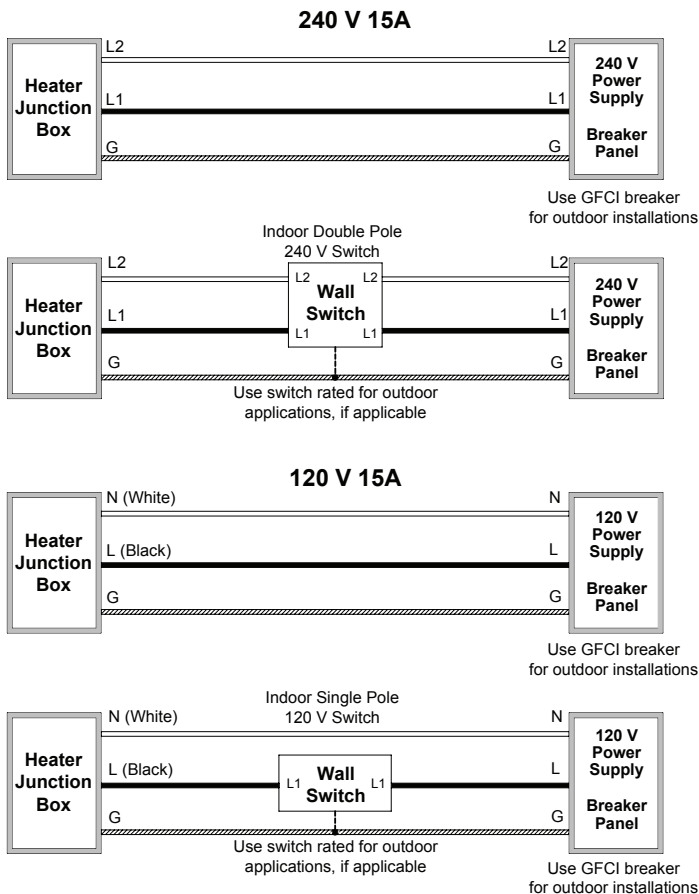 240 V 15A
L2 L2
Heater
Junction
Box
L1 L1
G G
240 V
Power
Supply
Breaker
Panel
Use GFCI breaker
for outdoor installations
Indoor Double Pole
240 V Switch
L2 L2 L2 L2
Heater
Junction
Box
Wall
Switch
L1 L1 L1 L1
G G
240 V
Power
Supply
Breaker
Panel
Use switch rated for outdoor
applications, if applicable
120 V 15A
N (White) N
Heater
Junction
Box
L (Black) L
G G
120 V
Power
Supply
Breaker
Panel
Use GFCI breaker
for outdoor installations
Indoor Single Pole
120 V Switch
N (White) N
Heater
Junction
Box
L (Black) L
L1 Wall L1
Switch
G G
120 V
Power
Supply
Breaker
Panel
Use switch rated for outdoor
applications, if applicable
Use GFCI breaker
for outdoor installations